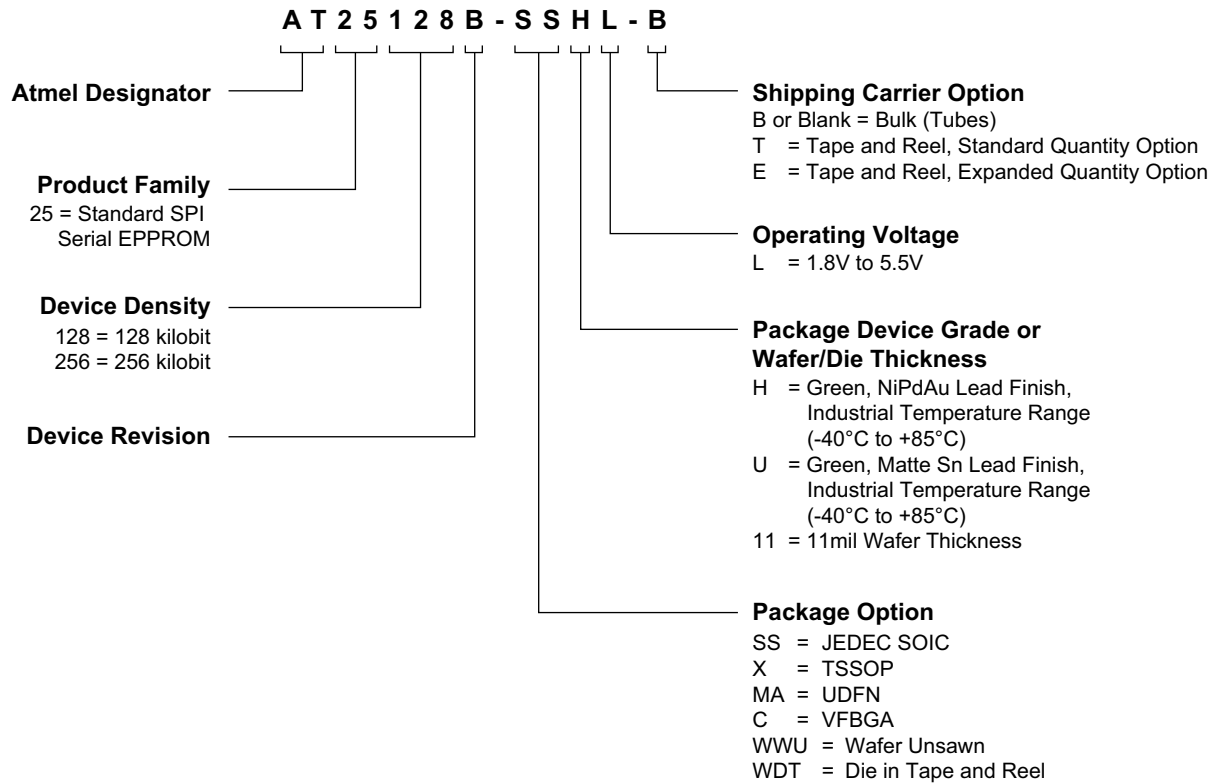 A T 2 5 1 2 8 B - S S H L - B
Atmel Designator
Product Family
25 = Standard SPI
Serial EPPROM
Device Density
128 = 128 kilobit
256 = 256 kilobit
Device Revision
Shipping Carrier Option
B or Blank = Bulk (Tubes)
T = Tape and Reel, Standard Quantity Option
E = Tape and Reel, Expanded Quantity Option
Operating Voltage
L = 1.8V to 5.5V
Package Device Grade or
Wafer/Die Thickness
H = Green, NiPdAu Lead Finish,
Industrial Temperature Range
(-40°C to +85°C)
U = Green, Matte Sn Lead Finish,
Industrial Temperature Range
(-40°C to +85°C)
11 = 11mil Wafer Thickness
Package Option
SS = JEDEC SOIC
X = TSSOP
MA = UDFN
C = VFBGA
WWU = Wafer Unsawn
WDT = Die in Tape and Reel